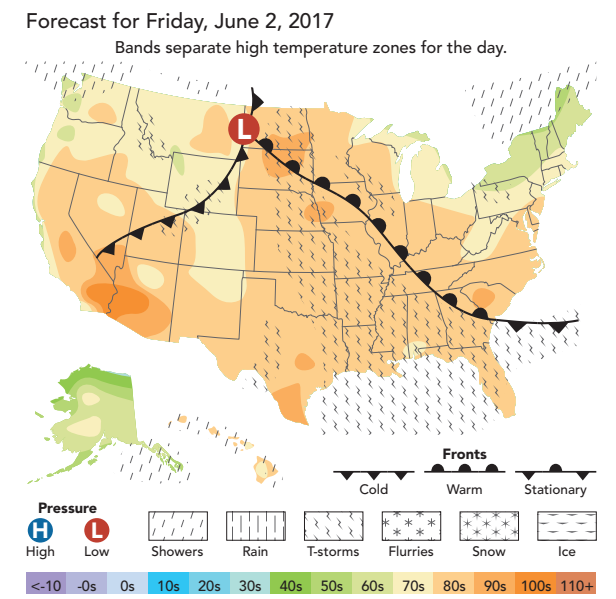 Forecast for Friday, June 2, 2017
Bands separate high temperature zones for the day.
L
Fronts
Cold Warm Stationary
Pressure
H L
High Low Showers Rain T-storms Flurries Snow Ice
<-10 -0s 0s 10s 20s 30s 40s 50s 60s 70s 80s 90s 100s 110+